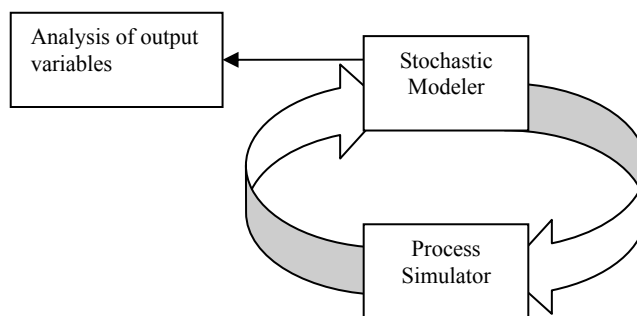 Analysis of output
variables
Stochastic
Modeler
Process
Simulator